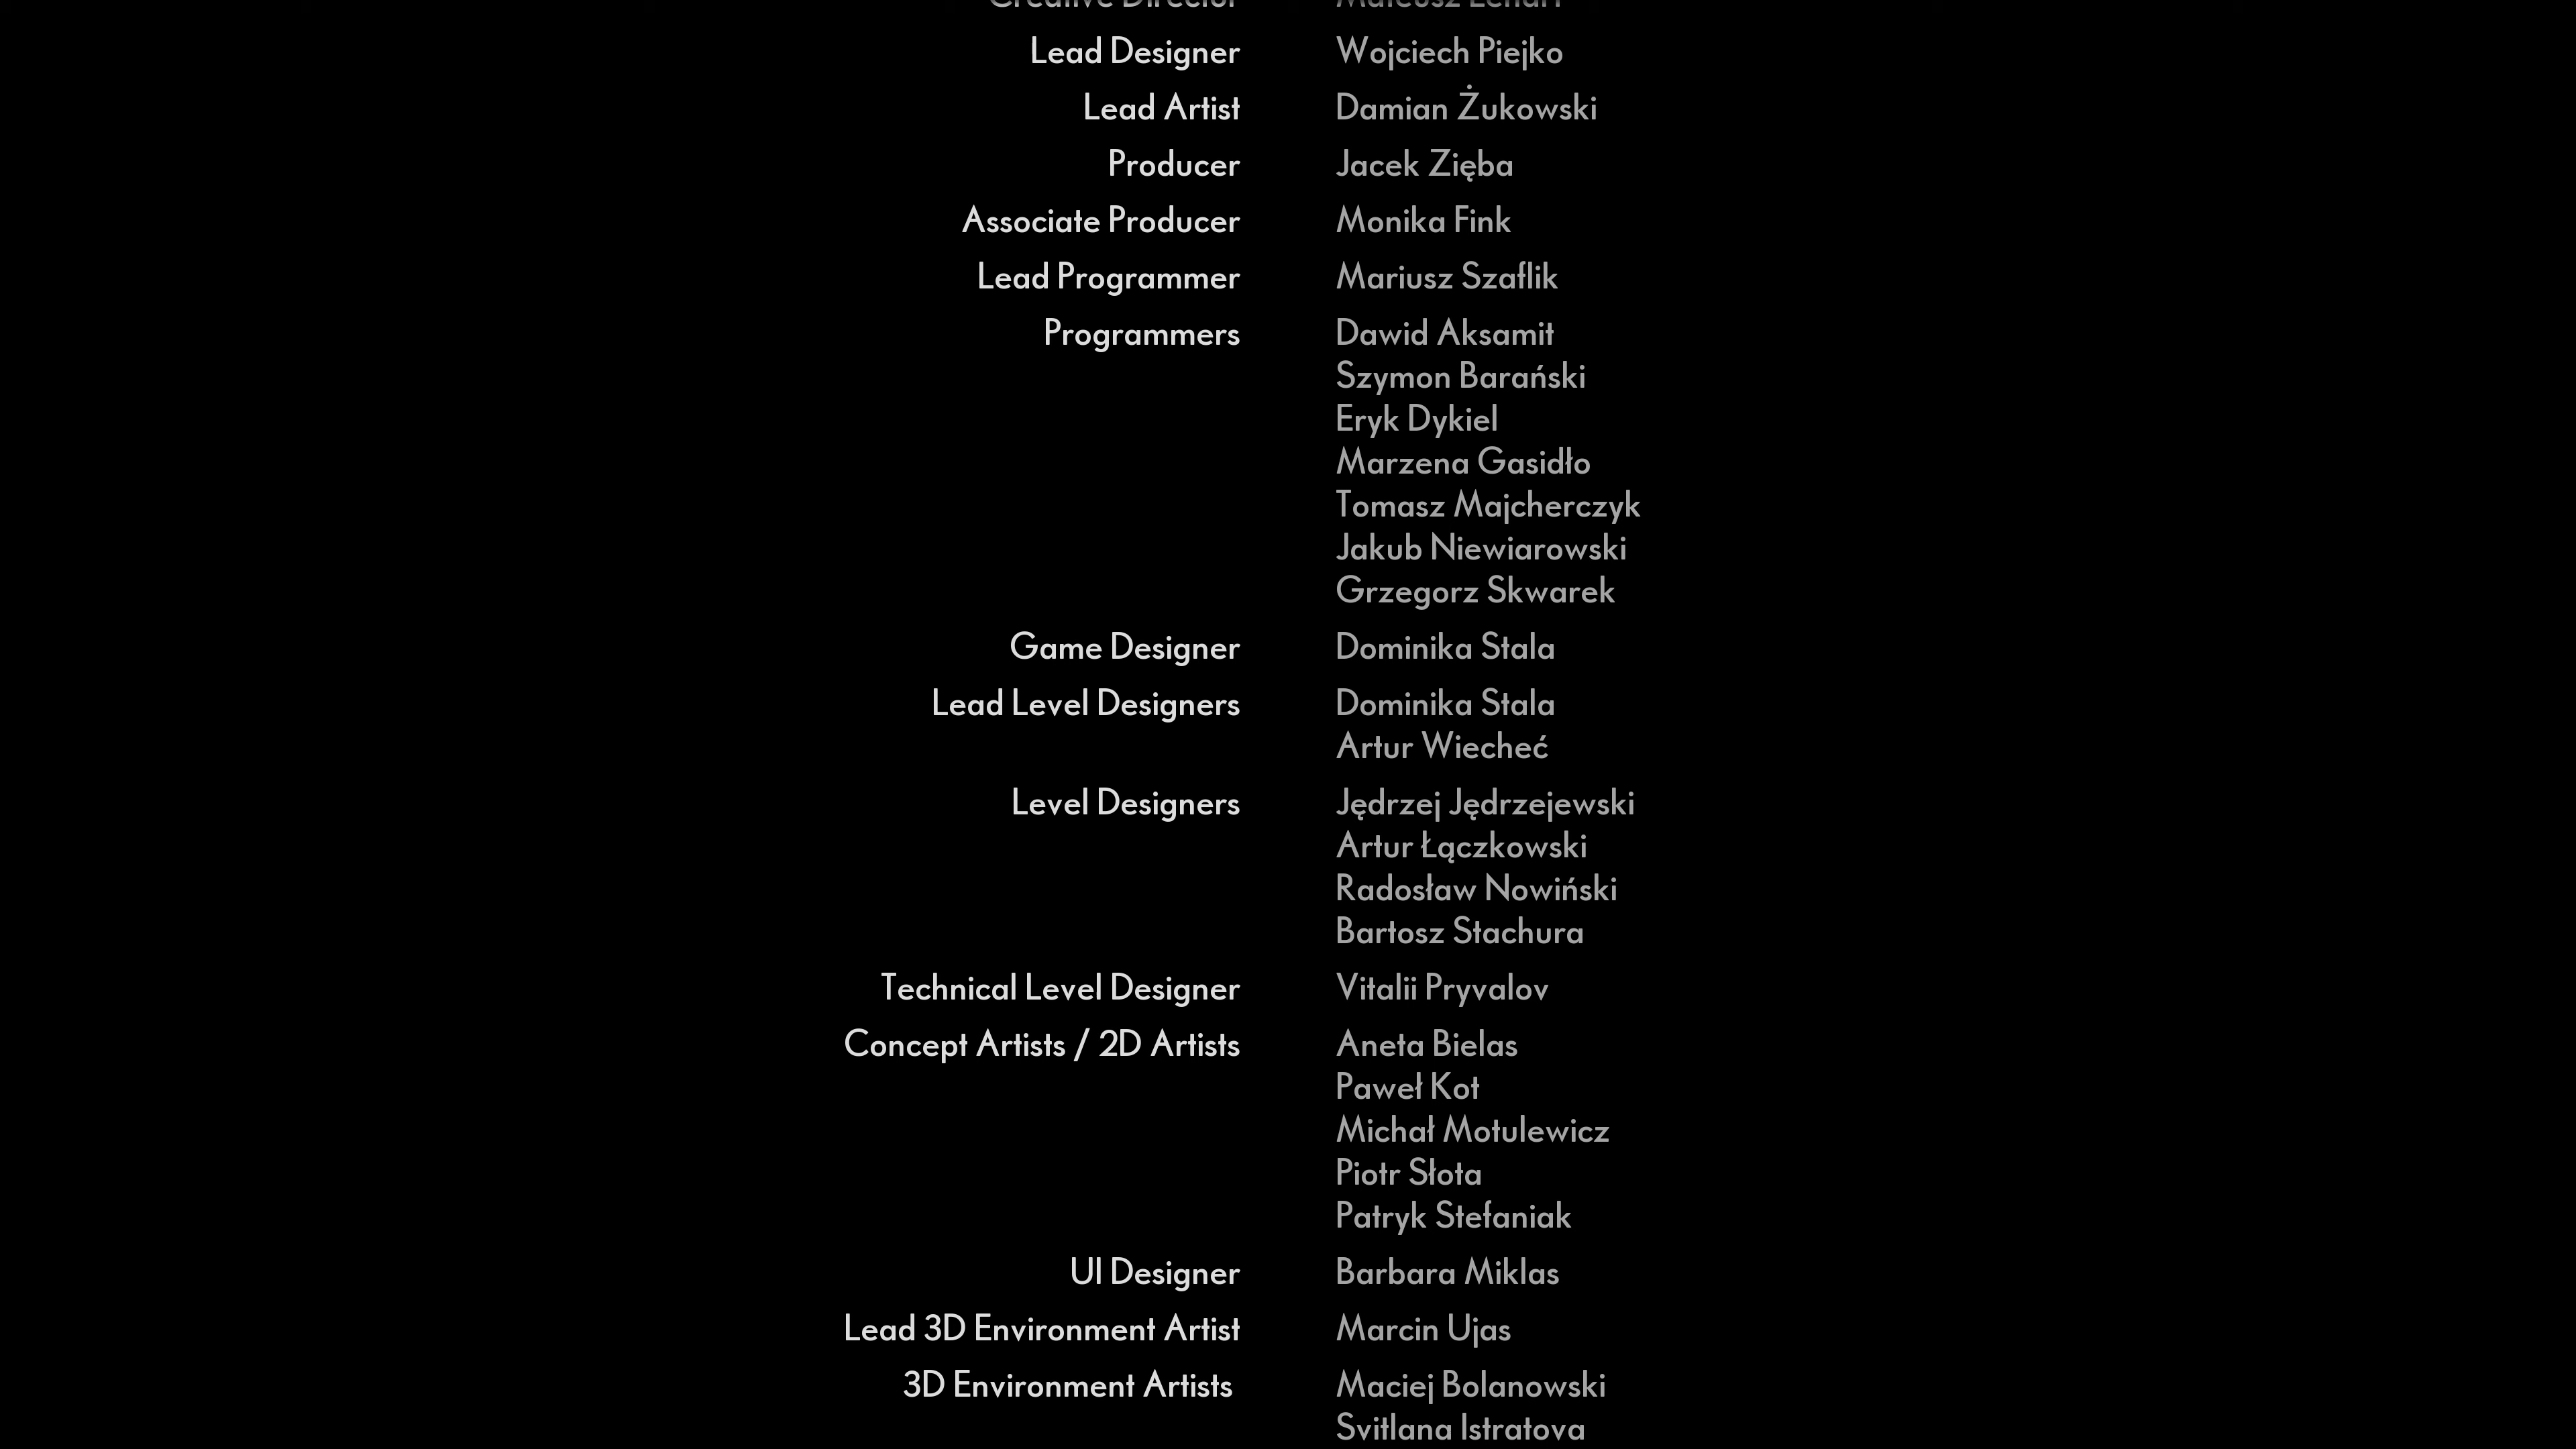 Creative Director Mateusz Lenart
Lead Designer Wojciech Piejko
Lead Artist Damian Żukowski
Producer Jacek Zięba
Associate Producer Monika Fink
Lead Programmer Mariusz Szaflik
Programmers Dawid Aksamit
Szymon Barański
Eryk Dykiel
Marzena Gasidło
Tomasz Majcherczyk
Jakub Niewiarowski
Grzegorz Skwarek
Game Designer Dominika Stala
Lead Level Designers Dominika Stala
Artur Wiecheć
Level Designers Jędrzej Jędrzejewski
Artur Łączkowski
Radosław Nowiński
Bartosz Stachura
Technical Level Designer Vitalii Pryvalov
Concept Artists / 2D Artists Aneta Bielas
Paweł Kot
Michał Motulewicz
Piotr Słota
Patryk Stefaniak
UI Designer Barbara Miklas
Lead 3D Environment Artist Marcin Ujas
3D Environment Artists Maciej Bolanowski
Svitlana Istratova